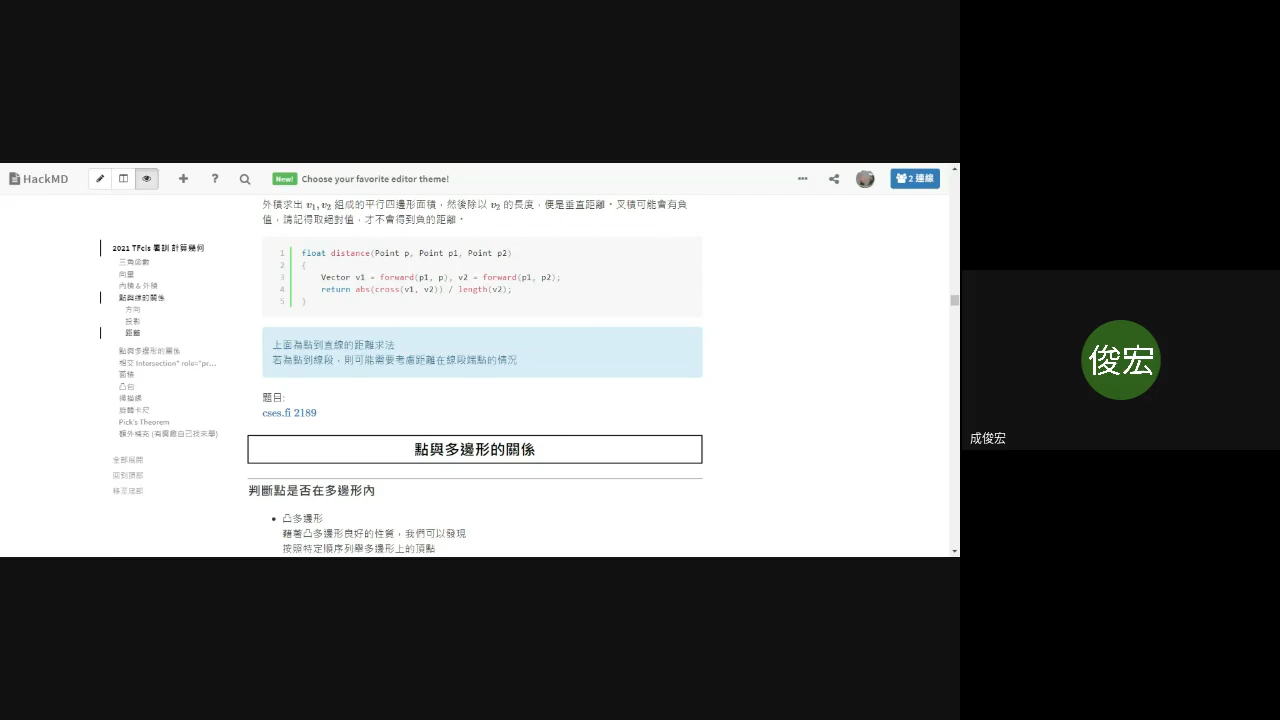 HackMD
New! Choose your favorite editor theme!
2 連線
2021 TFcis 暑訓 計算幾何
三角函數
向量
內積 & 外積
點與線的關係
方向
投影
距離
點與多邊形的關係
相交 Intersection" role="pr...
面積
凸包
掃描線
旋轉卡尺
Pick's Theorem
額外補充 (有興趣自己找來學)
全部展開
回到頂部
移至底部
外積求出 v₁, v₂ 組成的平行四邊形面積，然後除以 v₂ 的長度，便是垂直距離。叉積可能會有負
值，請記得取絕對值，才不會得到負的距離。
1 float distance(Point p, Point p1, Point p2)
2 {
3 Vector v1 = forward(p1, p), v2 = forward(p1, p2);
4 return abs(cross(v1, v2)) / length(v2);
5 }
上面為點到直線的距離求法
若為點到線段，則可能需要考慮距離在線段端點的情況
題目:
cses.fi 2189
點與多邊形的關係
判斷點是否在多邊形內
• 凸多邊形
藉著凸多邊形良好的性質，我們可以發現
按照特定順序列舉多邊形上的頂點
俊宏
成俊宏